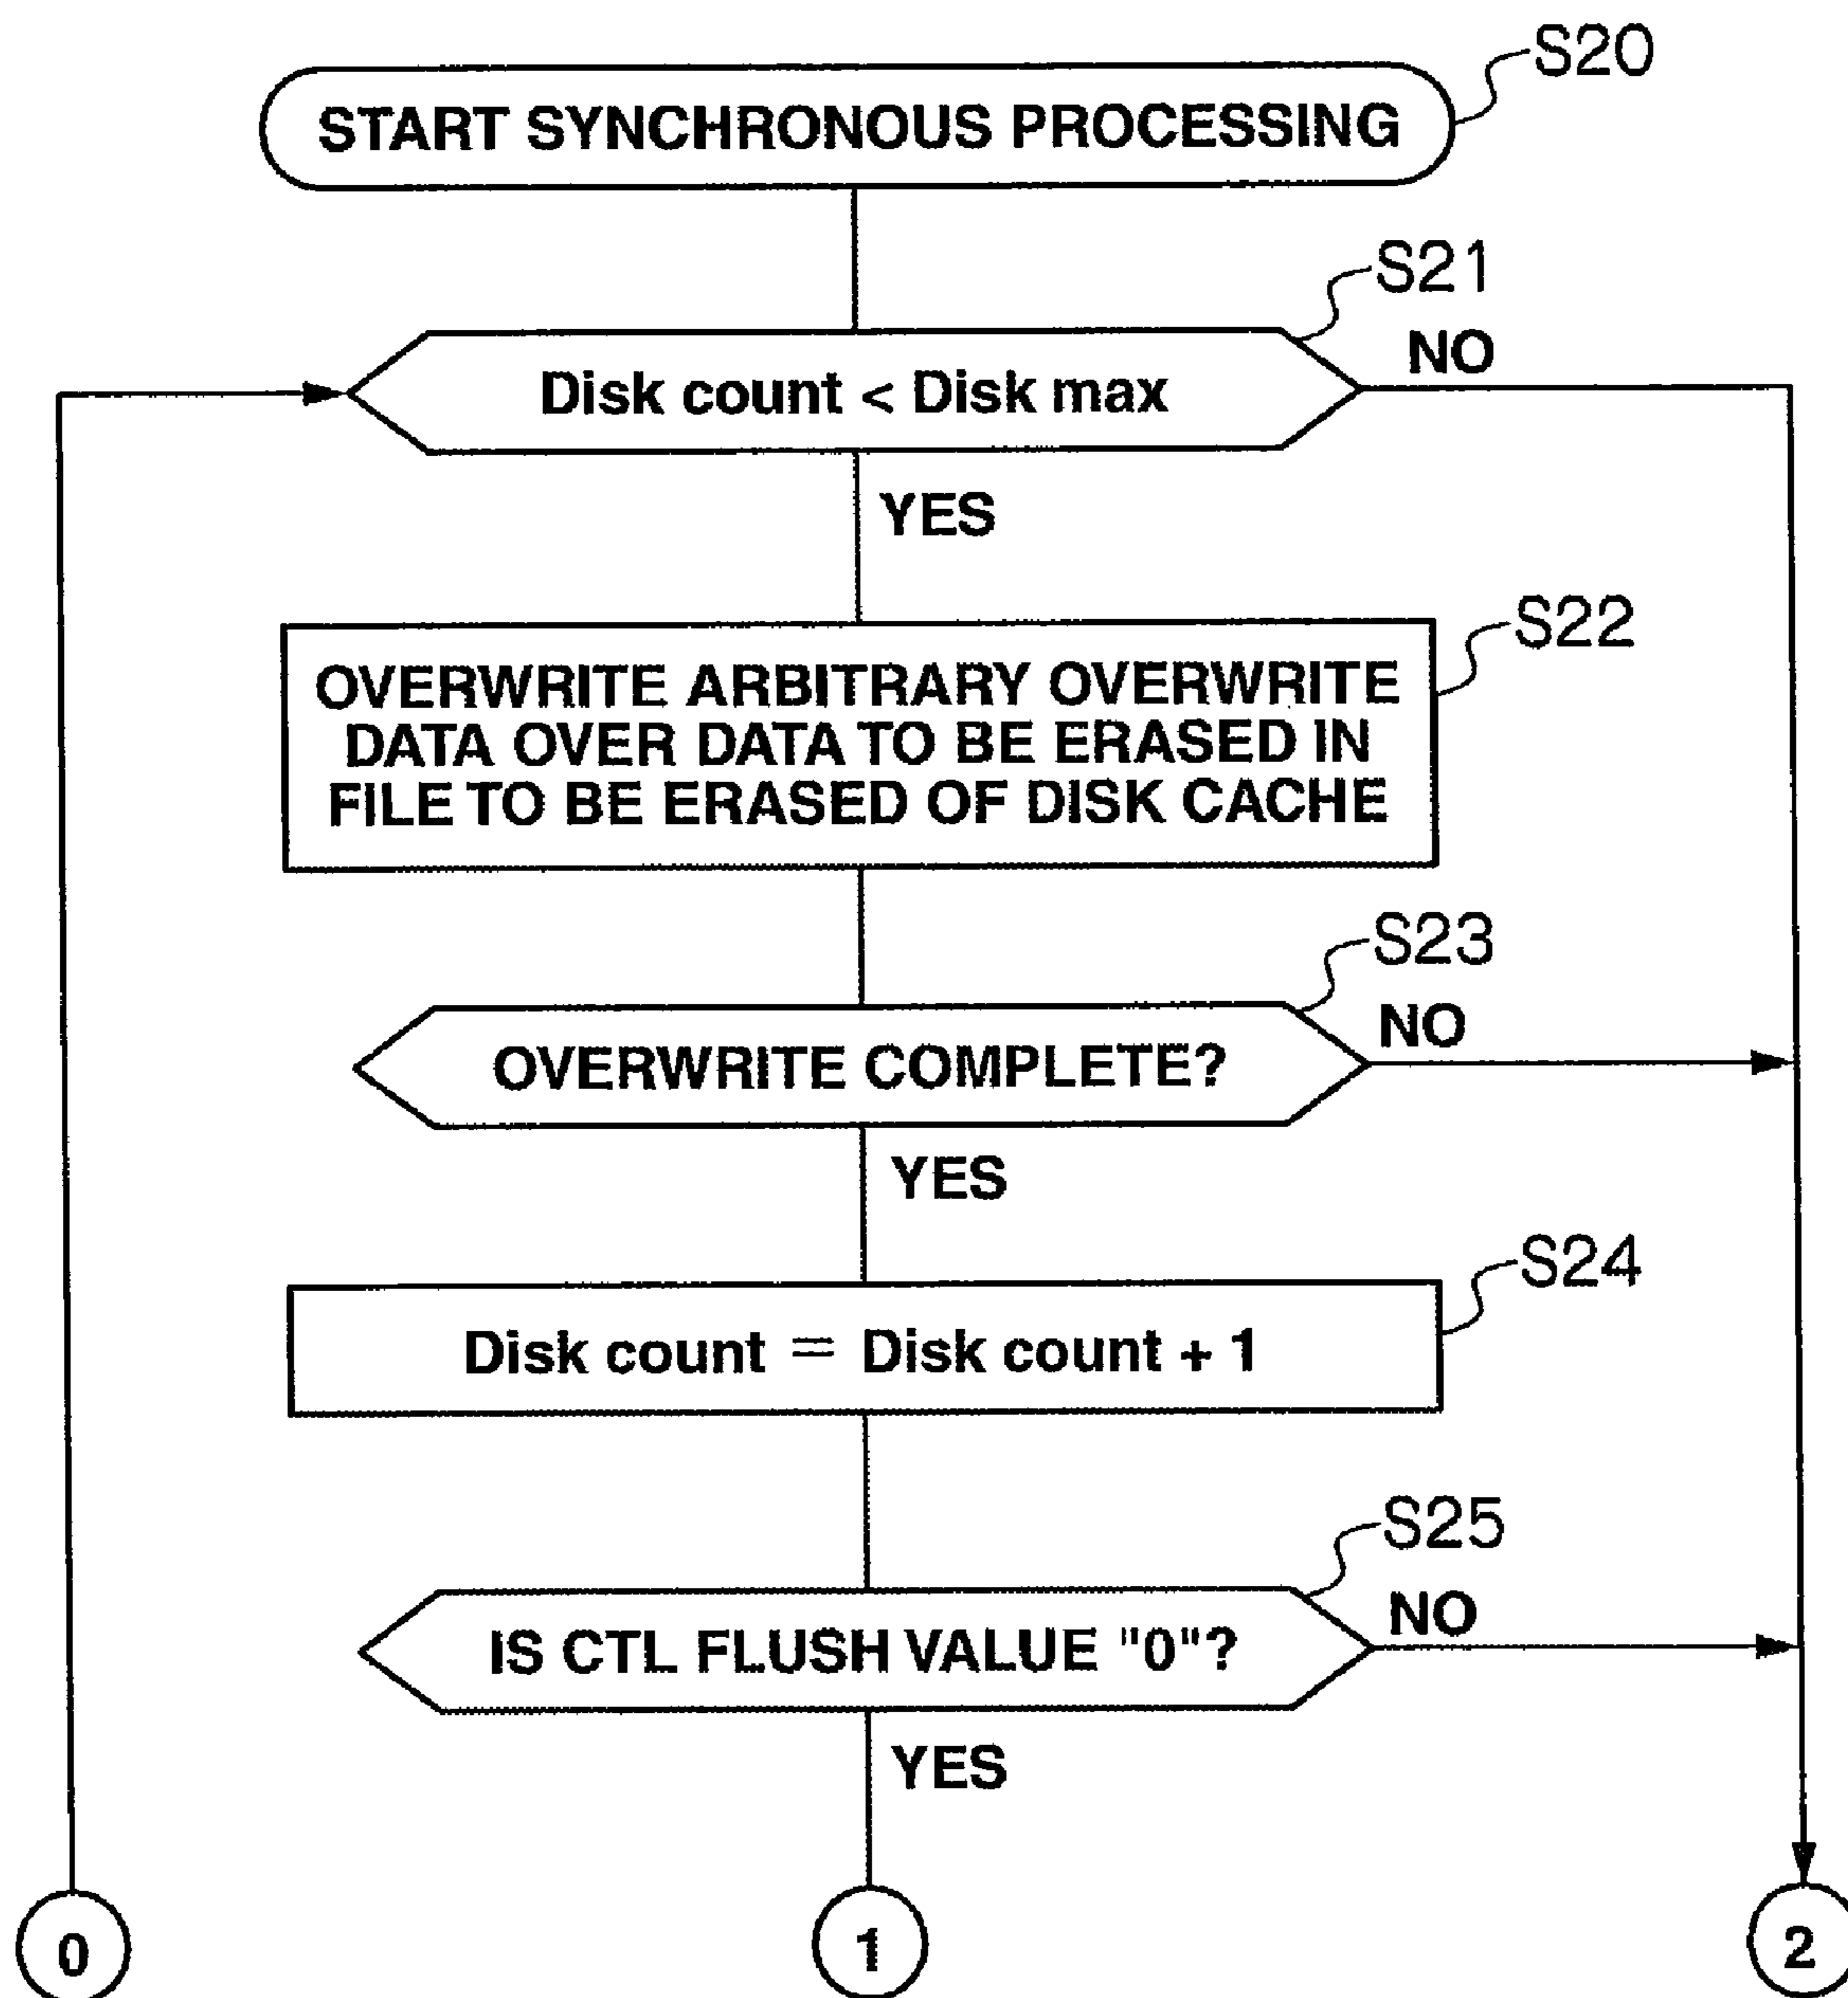 S20
START SYNCHRONOUS PROCESSING
S21
NO
Disk count < Disk max
YES
S22
OVERWRITE ARBITRARY OVERWRITE
DATA OVER DATA TO BE ERASED IN
FILE TO BE ERASED OF DISK CACHE
S23
NO
OVERWRITE COMPLETE?
YES
S24
Disk count = Disk count + 1
S25
NO
IS CTL FLUSH VALUE "0"?
YES
0
1
2